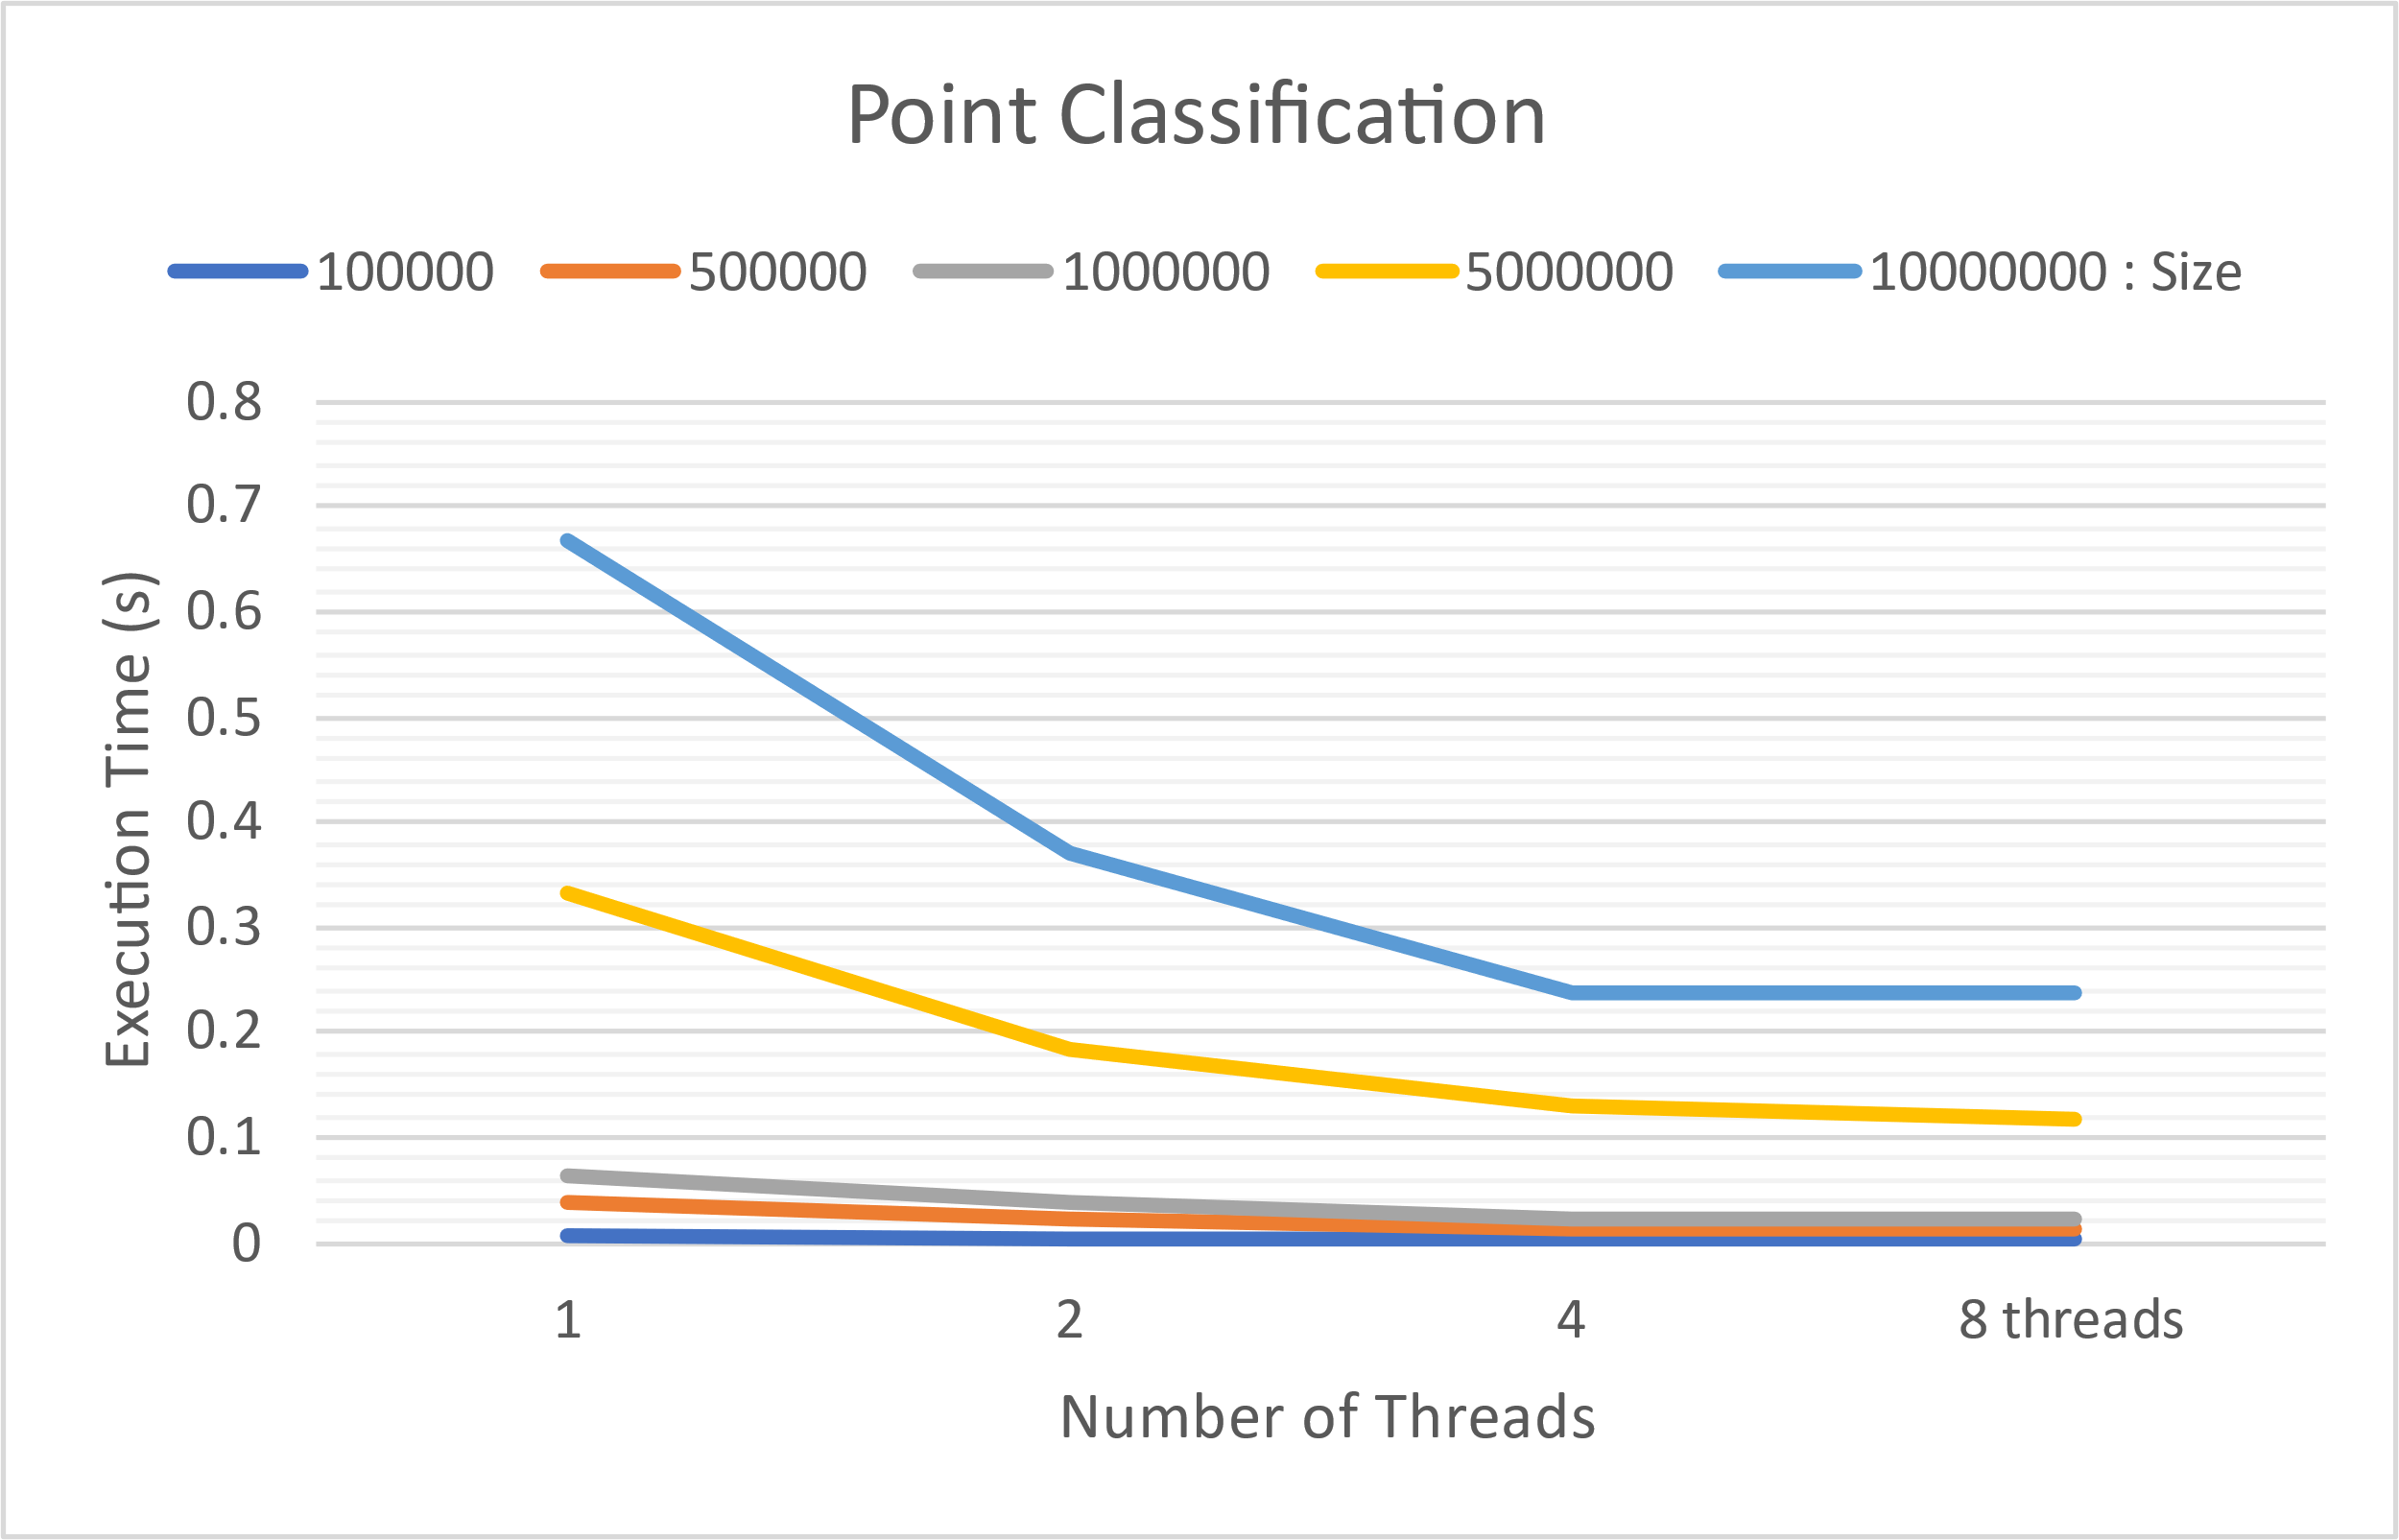 Point Classification
100000 500000 1000000 5000000 10000000 : Size
0.8
0.7
0.6
0.5
0.4
0.3
0.2
0.1
0
Execution Time (s)
1 2 4 8 threads
Number of Threads